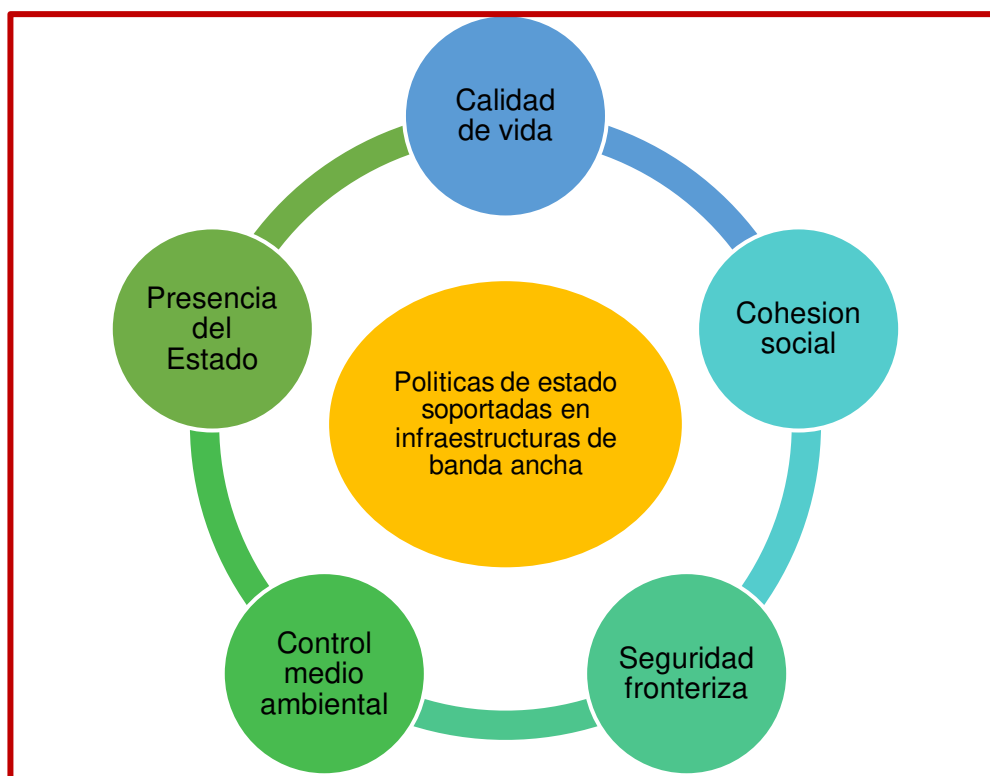 Calidad
de vida
Presencia
del
Estado
Cohesion
social
Politicas de estado
soportadas en
infraestructuras de
banda ancha
Control
medio
ambiental
Seguridad
fronteriza